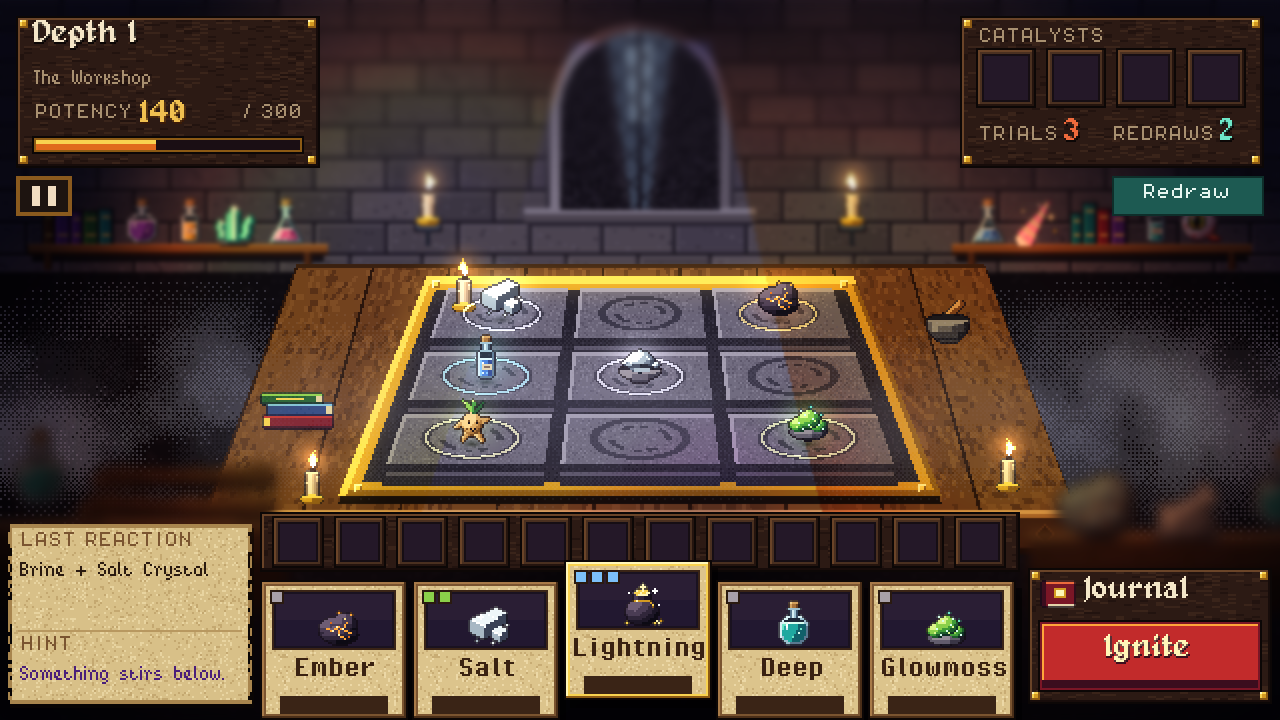 Depth 1
The Workshop
POTENCY 140 / 300
CATALYSTS
TRIALS 3 REDRAWS 2
Redraw
LAST REACTION
Brine + Salt Crystal
HINT
Something stirs below.
Ember
Salt
Lightning
Deep
Glowmoss
Journal
Ignite